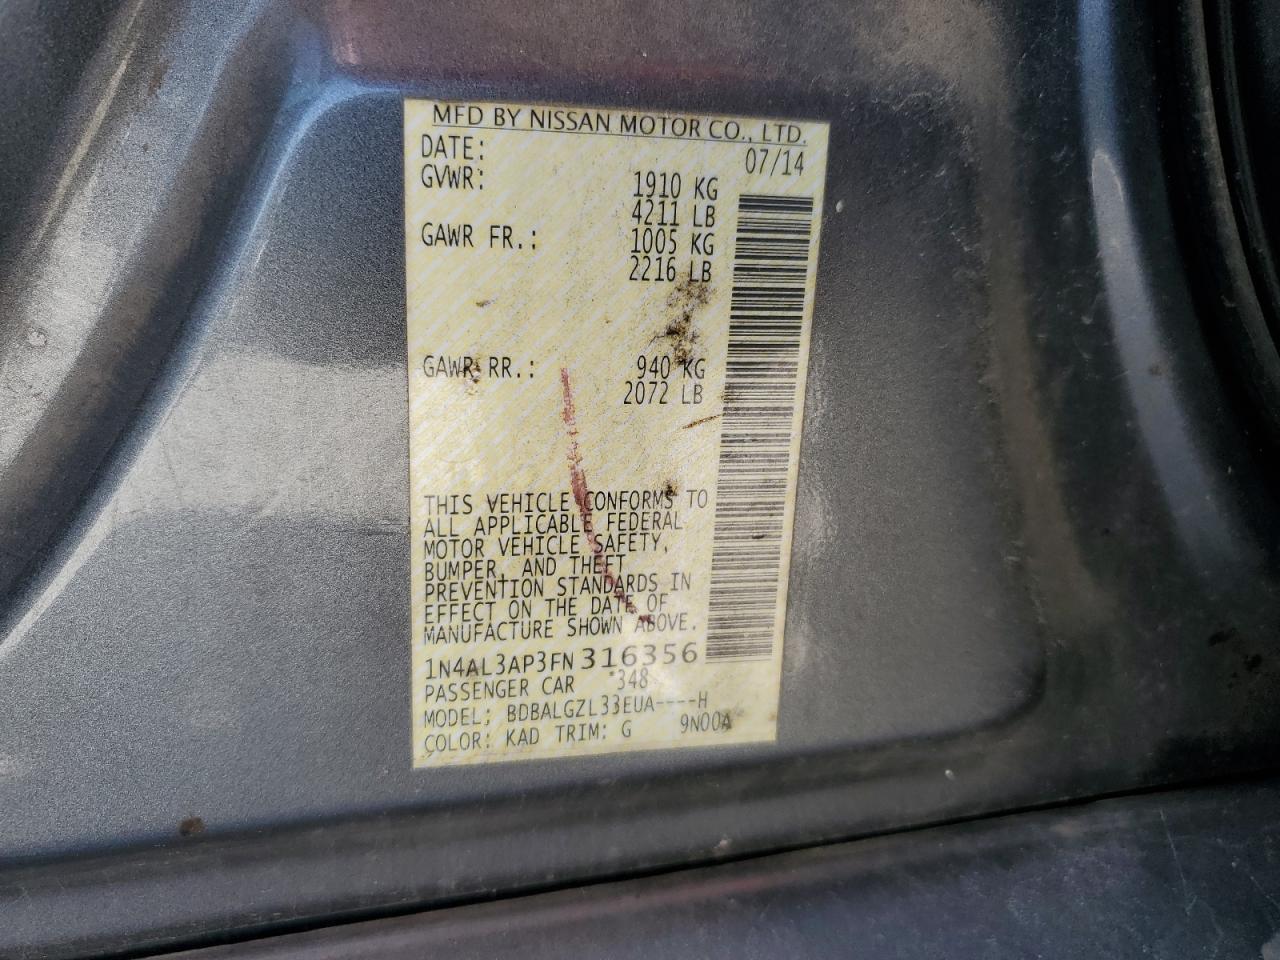 MFD BY NISSAN MOTOR CO., LTD.
DATE: 07/14
GVWR: 1910 KG
4211 LB
GAWR FR.: 1005 KG
2216 LB
GAWR RR.: 940 KG
2072 LB
THIS VEHICLE CONFORMS TO
ALL APPLICABLE FEDERAL
MOTOR VEHICLE SAFETY,
BUMPER, AND THEFT
PREVENTION STANDARDS IN
EFFECT ON THE DATE OF
MANUFACTURE SHOWN ABOVE.
1N4AL3AP3FN316356
PASSENGER CAR *348
MODEL: BDBALGZL33EUA----H
COLOR: KAD TRIM: G 9N00A